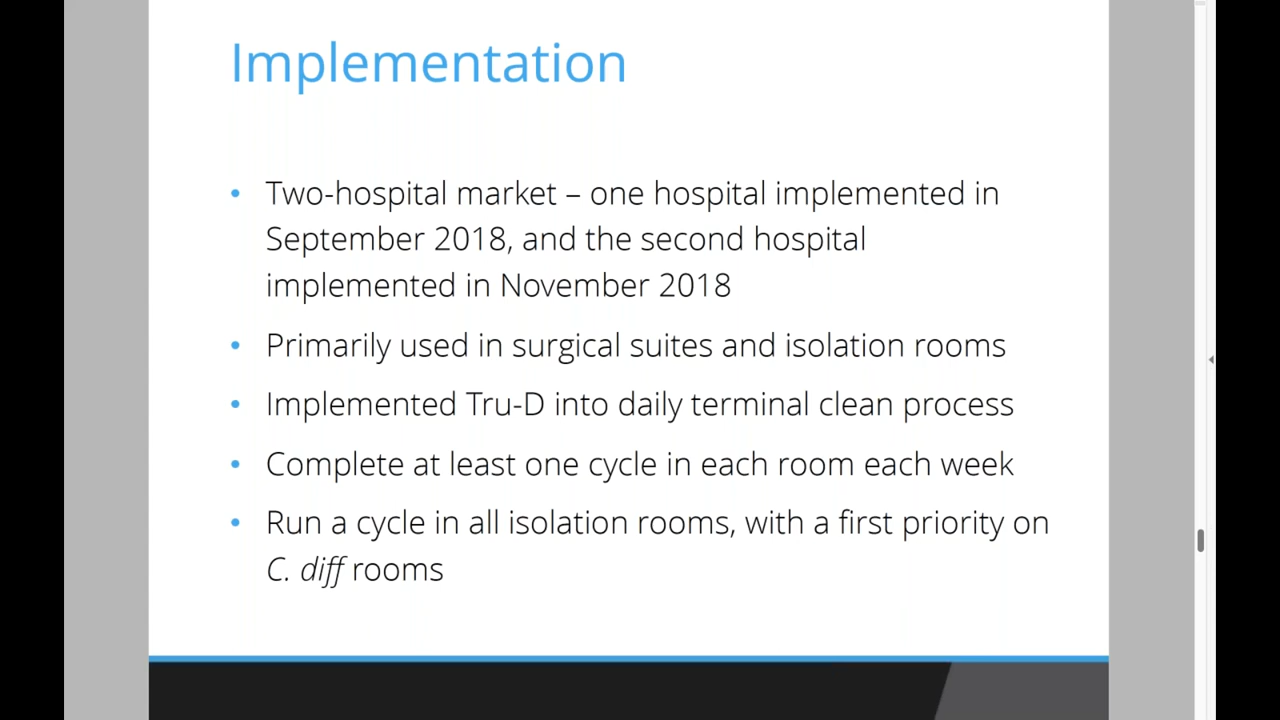 Implementation
• Two-hospital market – one hospital implemented in
September 2018, and the second hospital
implemented in November 2018
• Primarily used in surgical suites and isolation rooms
• Implemented Tru-D into daily terminal clean process
• Complete at least one cycle in each room each week
• Run a cycle in all isolation rooms, with a first priority on
C. diff rooms